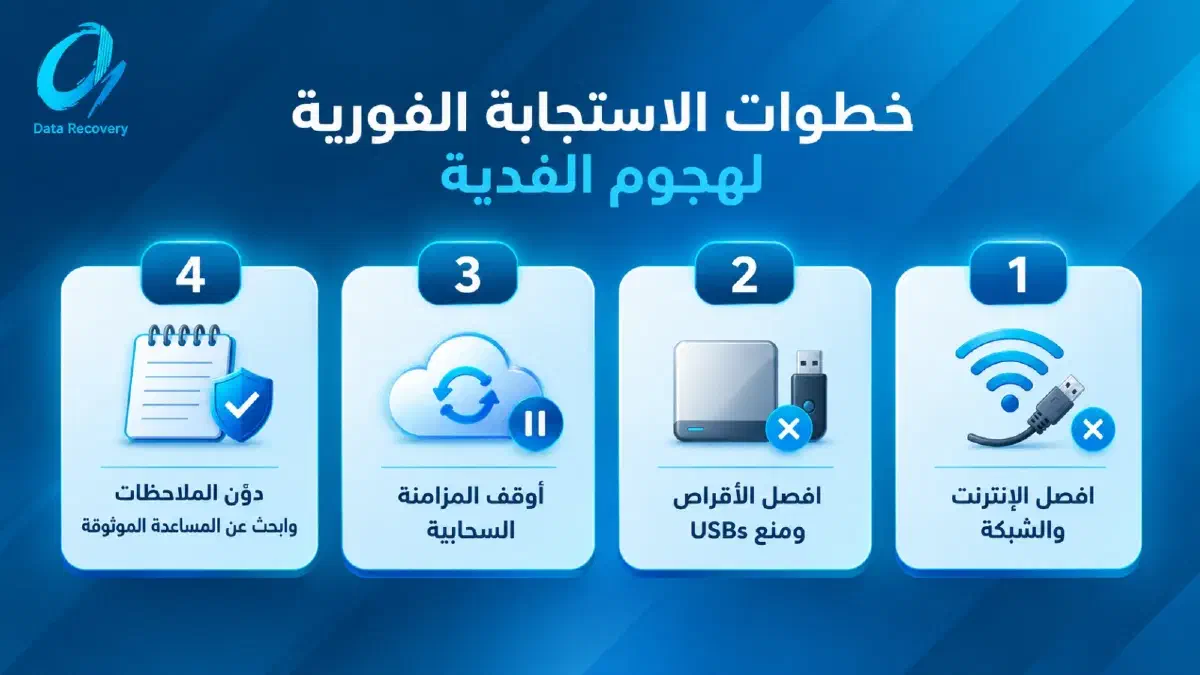 Data Recovery
خطوات الاستجابة الفورية
لهجوم الفدية
1
افصل الإنترنت
والشبكة
2
افصل الأقراص
ومنع USBs
3
أوقف المزامنة
السحابية
4
دوَّن الملاحظات
وابحث عن المساعدة الموثوقة